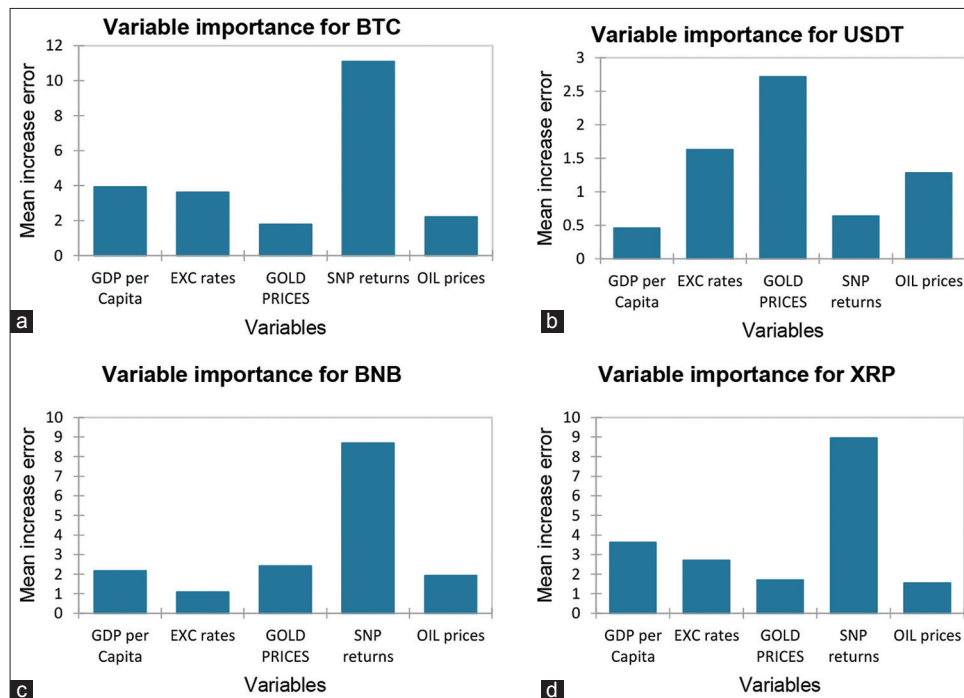 Variable importance for BTC
Mean increase error
12
10
8
6
4
2
0
GDP per Capita
EXC rates
GOLD PRICES
SNP returns
OIL prices
Variables
a
Variable importance for USDT
Mean increase error
3
2.5
2
1.5
1
0.5
0
GDP per Capita
EXC rates
GOLD PRICES
SNP returns
OIL prices
Variables
b
Variable importance for BNB
Mean increase error
10
9
8
7
6
5
4
3
2
1
0
GDP per Capita
EXC rates
GOLD PRICES
SNP returns
OIL prices
Variables
c
Variable importance for XRP
Mean increase error
10
9
8
7
6
5
4
3
2
1
0
GDP per Capita
EXC rates
GOLD PRICES
SNP returns
OIL prices
Variables
d